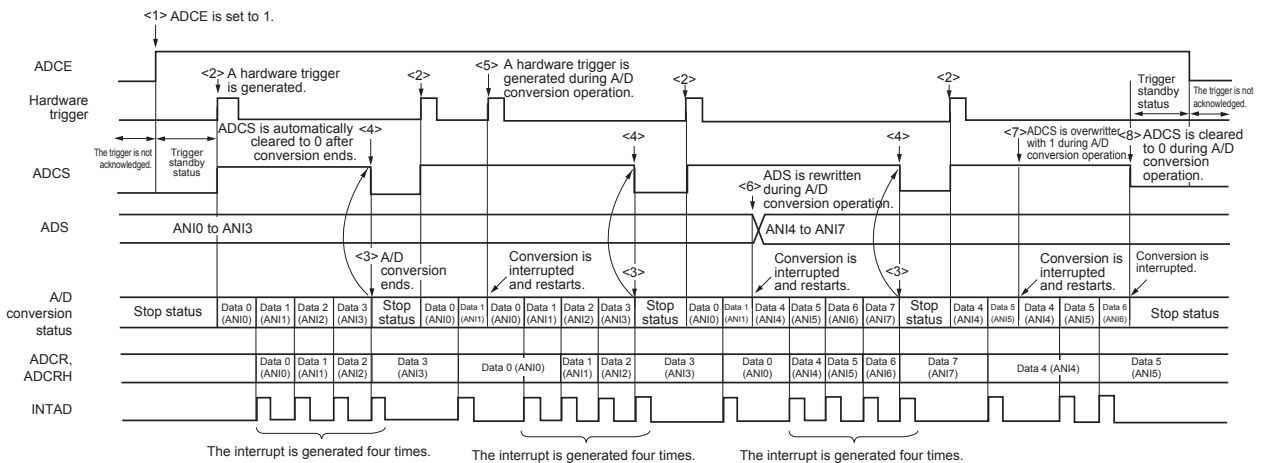 <1> ADCE is set to 1.
ADCE
<2> A hardware trigger
is generated.
<2>
<5> A hardware trigger is
generated during A/D
conversion operation.
<2>
<2>
Trigger
standby
status
The trigger is not
acknowledged.
Hardware
trigger
The trigger is not
acknowledged.
Trigger
standby
status
ADCS is automatically
cleared to 0 after
conversion ends.
<4>
<4>
<4>
<7> ADCS is overwritter
with 1 during A/D
conversion operation.
<8> ADCS is cleared
to 0 during A/D
conversion
operation.
ADCS
<6> ADS is rewritten
during A/D
conversion operation.
ADS
ANI0 to ANI3
ANI4 to ANI7
<3> A/D
conversion
ends.
Conversion is
interrupted
and restarts.
<3>
Conversion is
interrupted
and restarts.
<3>
Conversion is
interrupted
and restarts.
Conversion is
interrupted.
A/D
conversion
status
Stop status
Data 0 (ANI0)
Data 1 (ANI1)
Data 2 (ANI2)
Data 3 (ANI3)
Stop status
Data 0 (ANI0)
Data 1 (ANI1)
Data 0 (ANI0)
Data 1 (ANI1)
Data 2 (ANI2)
Data 3 (ANI3)
Stop status
Data 0 (ANI0)
Data 1 (ANI1)
Data 4 (ANI4)
Data 5 (ANI5)
Data 6 (ANI6)
Data 7 (ANI7)
Stop status
Data 4 (ANI4)
Data 5 (ANI5)
Data 4 (ANI4)
Data 5 (ANI5)
Data 6 (ANI6)
Stop status
ADCR,
ADCRH
Data 0 (ANI0)
Data 1 (ANI1)
Data 2 (ANI2)
Data 3 (ANI3)
Data 0 (ANI0)
Data 1 (ANI1)
Data 2 (ANI2)
Data 3 (ANI3)
Data 0 (ANI0)
Data 4 (ANI4)
Data 5 (ANI5)
Data 6 (ANI6)
Data 7 (ANI7)
Data 4 (ANI4)
Data 5 (ANI5)
INTAD
The interrupt is generated four times.
The interrupt is generated four times.
The interrupt is generated four times.